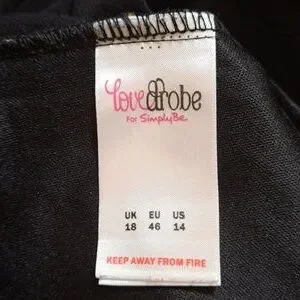 Lovedrobe
For SimplyBe
UK EU US
18 46 14
KEEP AWAY FROM FIRE